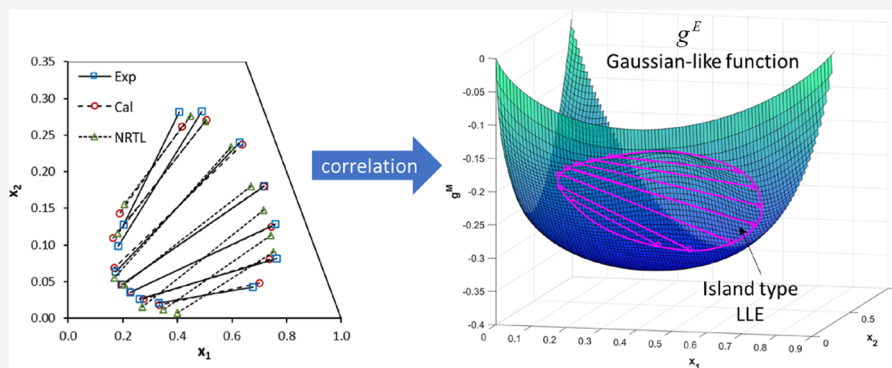 0.35
0.30
0.25
0.20
0.15
0.10
0.05
0.00
x2
Exp
Cal
NRTL
0.0
0.2
0.4
0.6
0.8
1.0
x1
correlation
g^E
Gaussian-like function
0
-0.05
-0.1
-0.15
-0.2
-0.25
-0.3
-0.35
-0.4
g^M
0
0.1
0.2
0.3
0.4
0.5
0.6
0.7
0.8
0.9
x1
0
0.5
x2
Island type
LLE